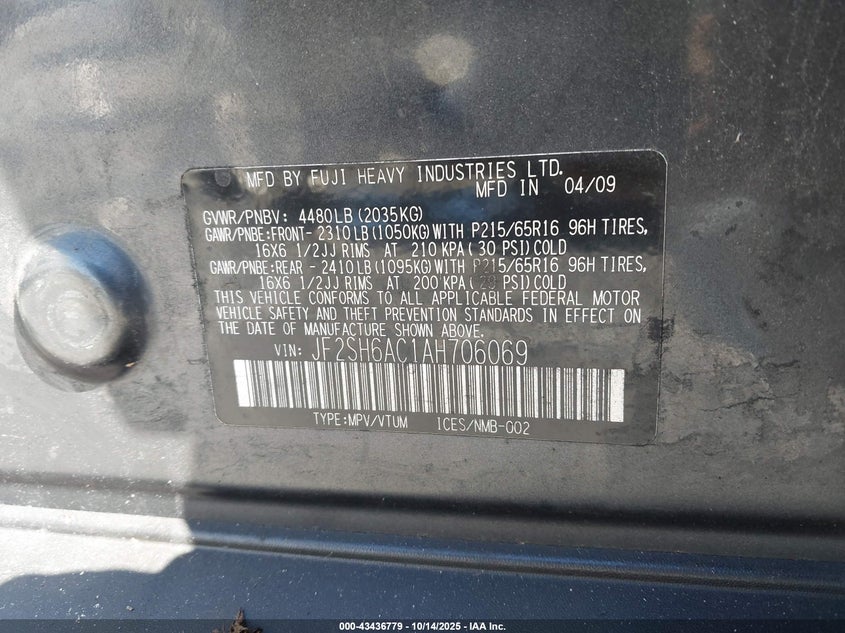 MFD BY FUJI HEAVY INDUSTRIES LTD.
MFD IN 04/09
GVWR/PNBV: 4480LB (2035KG)
GAWR/PNBE:FRONT- 2310LB (1050KG) WITH P215/65R16 96H TIRES,
16X6 1/2JJ RIMS AT 210 KPA (30 PSI) COLD
GAWR/PNBE:REAR - 2410LB (1095KG) WITH P215/65R16 96H TIRES,
16X6 1/2JJ RIMS AT 200 KPA ( PSI) COLD
THIS VEHICLE CONFORMS TO ALL APPLICABLE FEDERAL MOTOR
VEHICLE SAFETY AND THEFT PREVENTION STANDARDS IN EFFECT ON
THE DATE OF MANUFACTURE SHOWN ABOVE.
VIN: JF2SH6AC1AH706069
TYPE:MPV/VTUM ICES/NMB-002
000-43436779 - 10/14/2025 - IAA Inc.